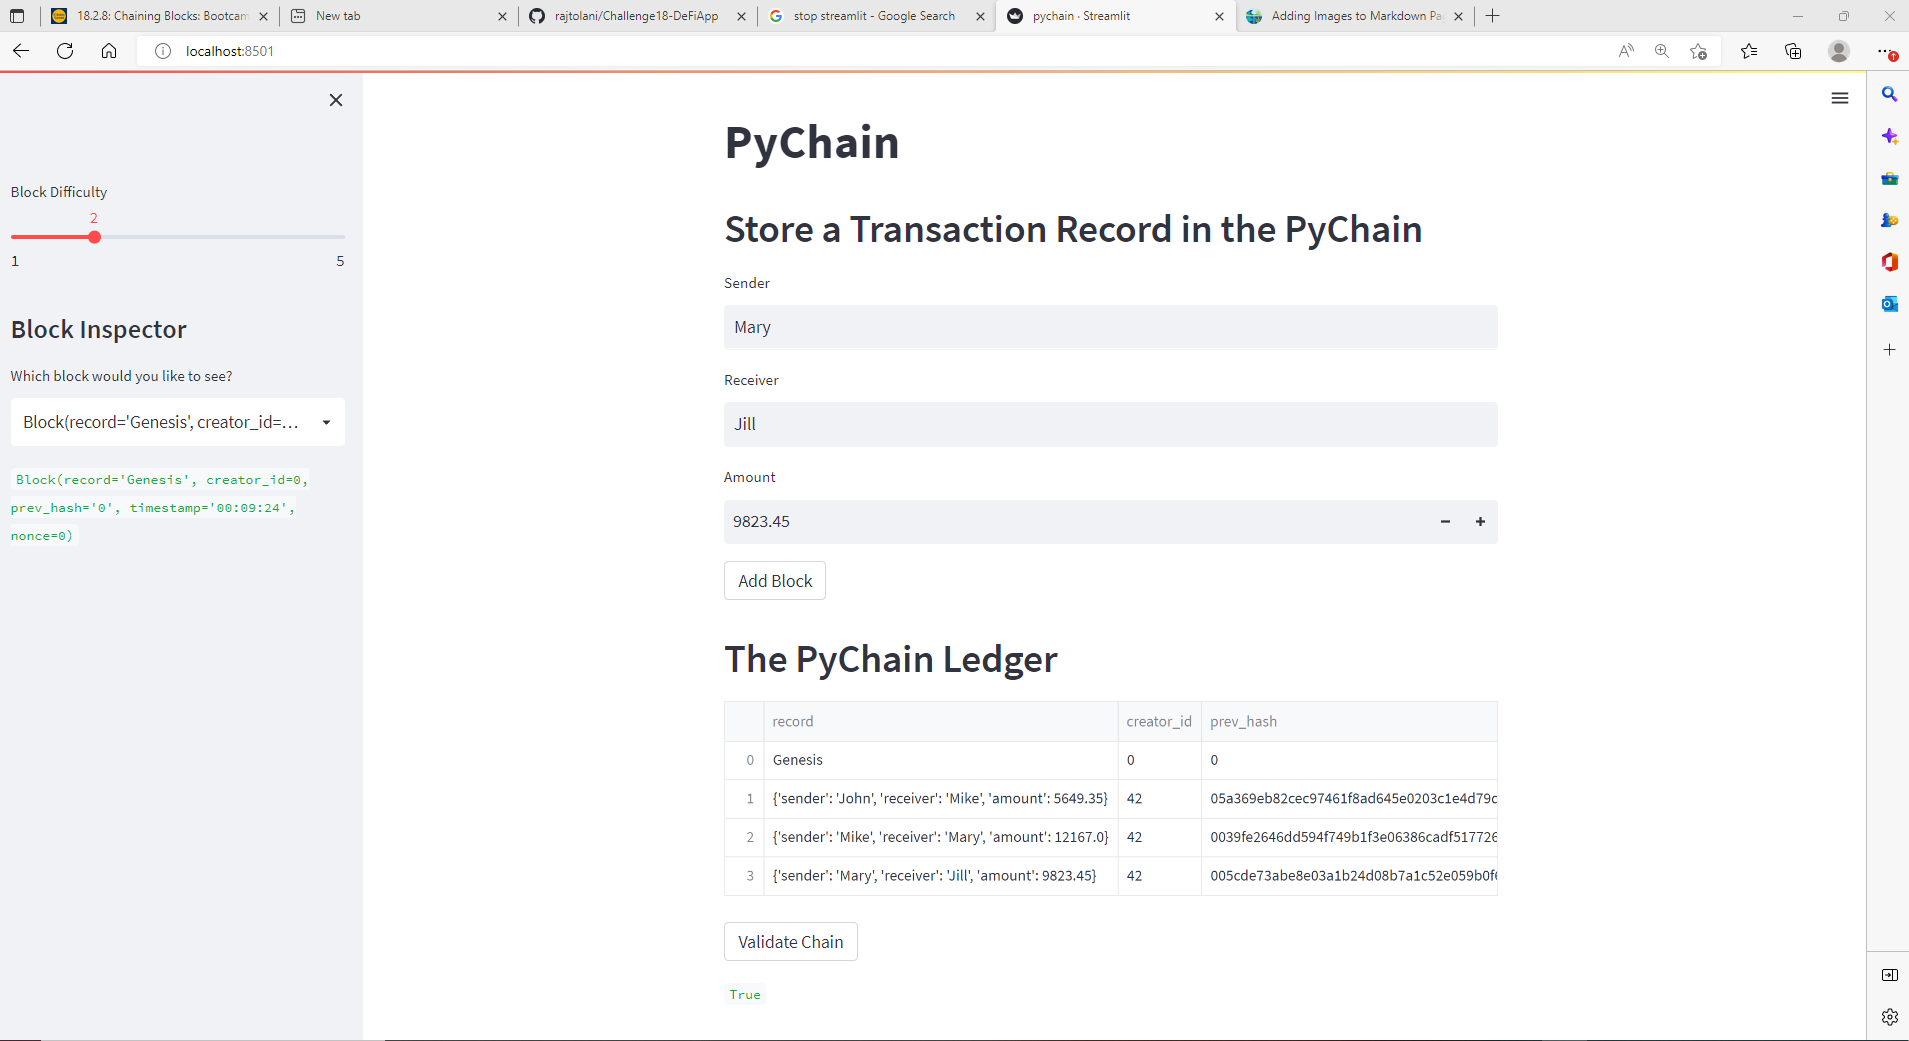 18.2.8: Chaining Blocks: Bootcam
New tab
rajtolani/Challenge18-DeFiApp
stop streamlit - Google Search
pychain · Streamlit
Adding Images to Markdown Pa
localhost:8501
Block Difficulty
2
1 5
Block Inspector
Which block would you like to see?
Block(record='Genesis', creator_id=...
Block(record='Genesis', creator_id=0,
prev_hash='0', timestamp='00:09:24',
nonce=0)
PyChain
Store a Transaction Record in the PyChain
Sender
Mary
Receiver
Jill
Amount
9823.45
Add Block
The PyChain Ledger
record creator_id prev_hash
0 Genesis 0 0
1 {'sender': 'John', 'receiver': 'Mike', 'amount': 5649.35} 42 05a369eb82cec97461f8ad645e0203c1e4d79c
2 {'sender': 'Mike', 'receiver': 'Mary', 'amount': 12167.0} 42 0039fe2646dd594f749b1f3e06386cadf517726
3 {'sender': 'Mary', 'receiver': 'Jill', 'amount': 9823.45} 42 005cde73abe8e03a1b24d08b7a1c52e059b0f
Validate Chain
True